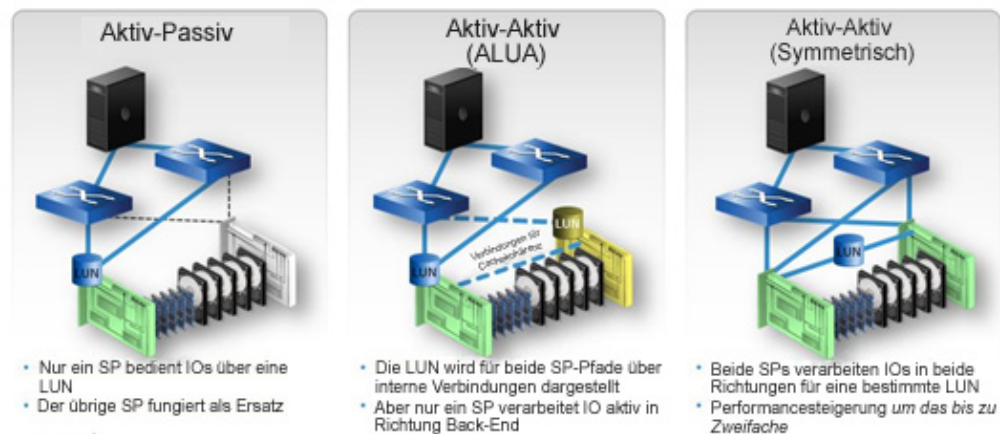 Aktiv-Passiv
LUN
• Nur ein SP bedient IOs über eine
LUN
• Der übrige SP fungiert als Ersatz
Aktiv-Aktiv
(ALUA)
LUN
Verbindungen für
Cachekohärenz
LUN
• Die LUN wird für beide SP-Pfade über
interne Verbindungen dargestellt
• Aber nur ein SP verarbeitet IO aktiv in
Richtung Back-End
Aktiv-Aktiv
(Symmetrisch)
LUN
• Beide SPs verarbeiten IOs in beide
Richtungen für eine bestimmte LUN
• Performancesteigerung um das bis zu
Zweifache